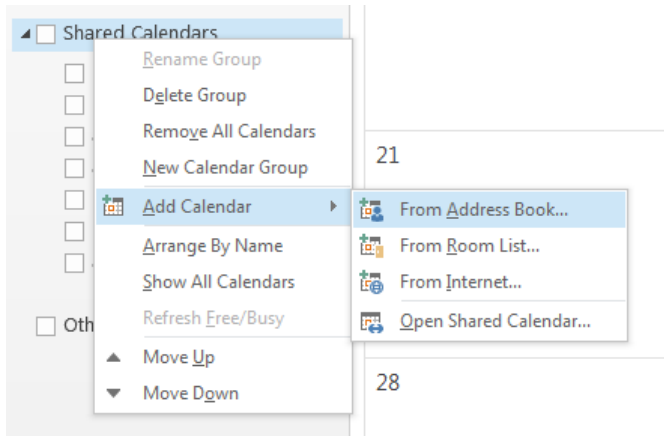 Shared Calendars
Rename Group
Delete Group
Remove All Calendars
New Calendar Group
21
Add Calendar
From Address Book...
Arrange By Name
From Room List...
Show All Calendars
From Internet...
Refresh Free/Busy
Open Shared Calendar...
Oth
Move Up
Move Down
28